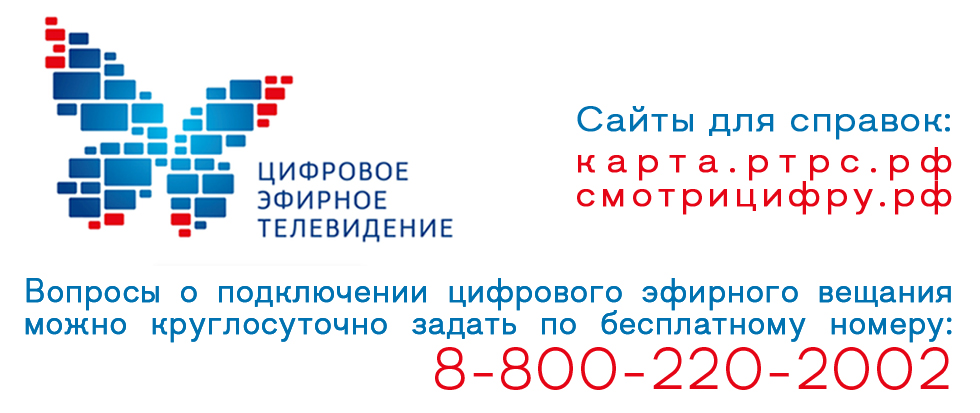 ЦИФРОВОЕ
ЭФИРНОЕ
ТЕЛЕВИДЕНИЕ
Сайты для справок:
карта.ртрс.рф
смотрицифру.рф
Вопросы о подключении цифрового эфирного вещания
можно круглосуточно задать по бесплатному номеру:
8-800-220-2002